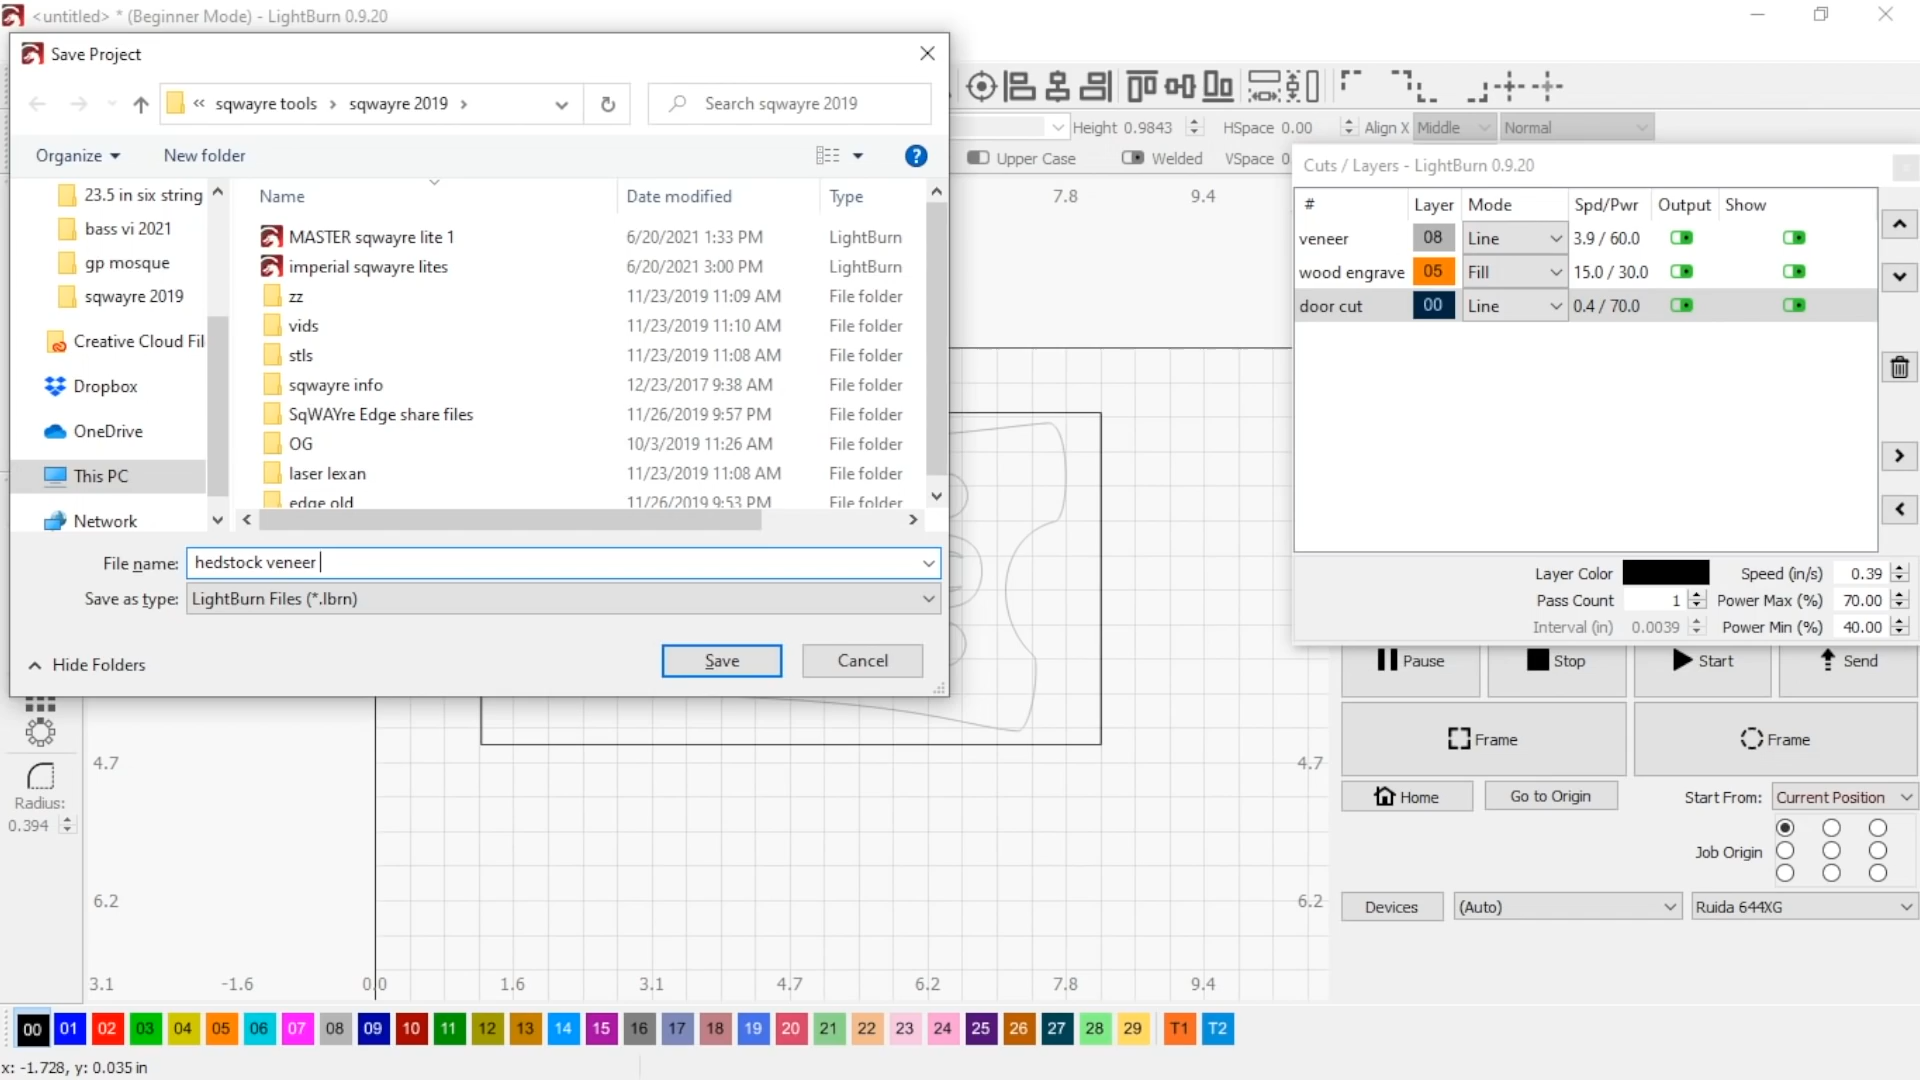 <untitled> * (Beginner Mode) - LightBurn 0.9.20
Save Project
« sqwayre tools › sqwayre 2019 ›
Search sqwayre 2019
Organize
New folder
?
Name
Date modified
Type
23.5 in six string
bass vi 2021
gp mosque
sqwayre 2019
Creative Cloud Fil
Dropbox
OneDrive
This PC
Network
MASTER sqwayre lite 1 6/20/2021 1:33 PM LightBurn
imperial sqwayre lites 6/20/2021 3:00 PM LightBurn
zz 11/23/2019 11:09 AM File folder
vids 11/23/2019 11:10 AM File folder
stls 11/23/2019 11:08 AM File folder
sqwayre info 12/23/2017 9:38 AM File folder
SqWAYre Edge share files 11/26/2019 9:57 PM File folder
OG 10/3/2019 11:26 AM File folder
laser lexan 11/23/2019 11:08 AM File folder
edge old 11/26/2019 9:53 PM File folder
File name: hedstock veneer
Save as type: LightBurn Files (*.lbrn)
Hide Folders
Save
Cancel
Height 0.9843
HSpace 0.00
Align X Middle
Normal
Upper Case
Welded
VSpace 0
7.8 9.4
Cuts / Layers - LightBurn 0.9.20
# Layer Mode Spd/Pwr Output Show
veneer 08 Line 3.9 / 60.0
wood engrave 05 Fill 15.0 / 30.0
door cut 00 Line 0.4 / 70.0
Layer Color
Speed (in/s) 0.39
Pass Count 1
Power Max (%) 70.00
Interval (in) 0.0039
Power Min (%) 40.00
Pause
Stop
Start
Send
Frame
Frame
Home
Go to Origin
Start From: Current Position
Job Origin
Devices
(Auto)
Ruida 644XG
Radius:
0.394
4.7 4.7
6.2 6.2
3.1 -1.6 0.0 1.6 3.1 4.7 6.2 7.8 9.4
00 01 02 03 04 05 06 07 08 09 10 11 12 13 14 15 16 17 18 19 20 21 22 23 24 25 26 27 28 29 T1 T2
x: -1.728, y: 0.035 in